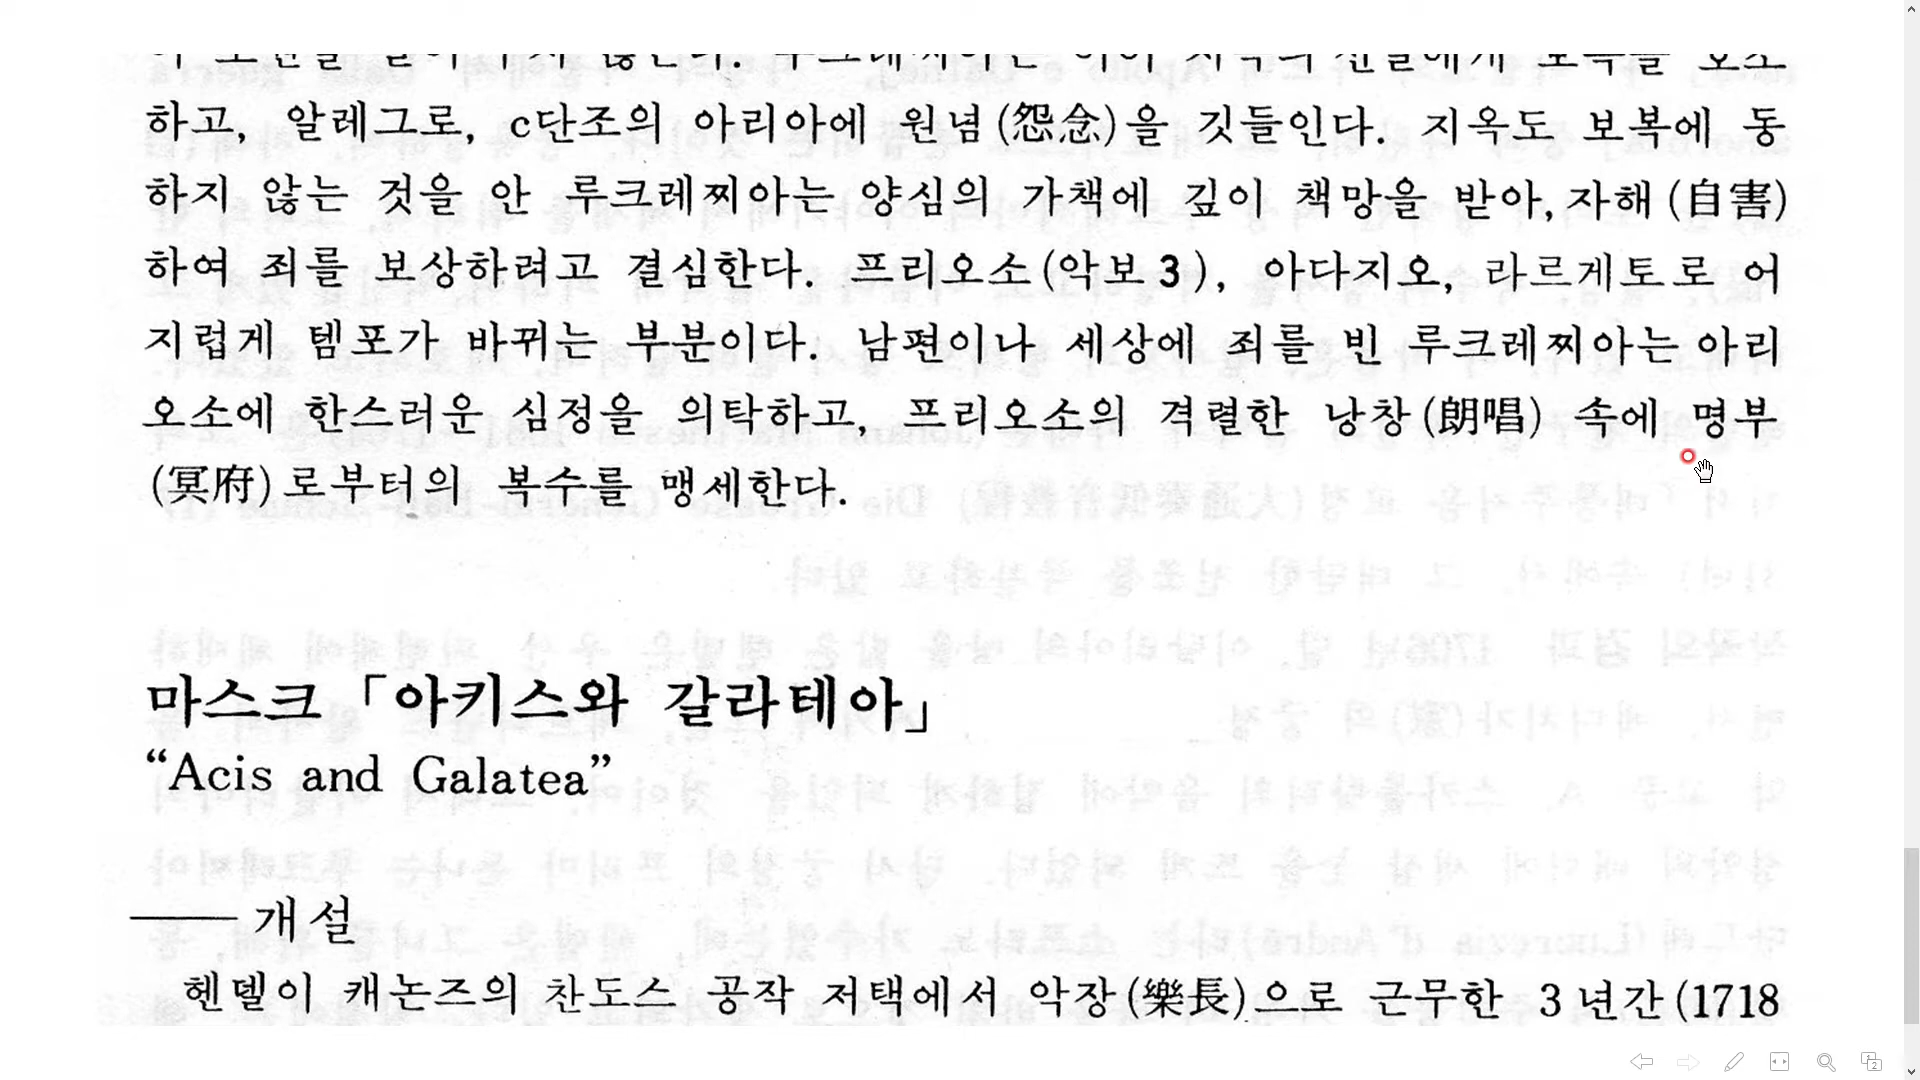 하고, 알레그로, c단조의 아리아에 원념(怨念)을 깃들인다. 지옥도 보복에 동
하지 않는 것을 안 루크레찌아는 양심의 가책에 깊이 책망을 받아, 자해(自害)
하여 죄를 보상하려고 결심한다. 프리오소(악보3), 아다지오, 라르게토로 어
지럽게 템포가 바뀌는 부분이다. 남편이나 세상에 죄를 빈 루크레찌아는 아리
오소에 한스러운 심정을 의탁하고, 프리오소의 격렬한 낭창(朗唱) 속에 명부
(冥府)로부터의 복수를 맹세한다.
마스크 「아키스와 갈라테아」
“Acis and Galatea”
── 개설
헨델이 캐논즈의 찬도스 공작 저택에서 악장(樂長)으로 근무한 3년간(1718